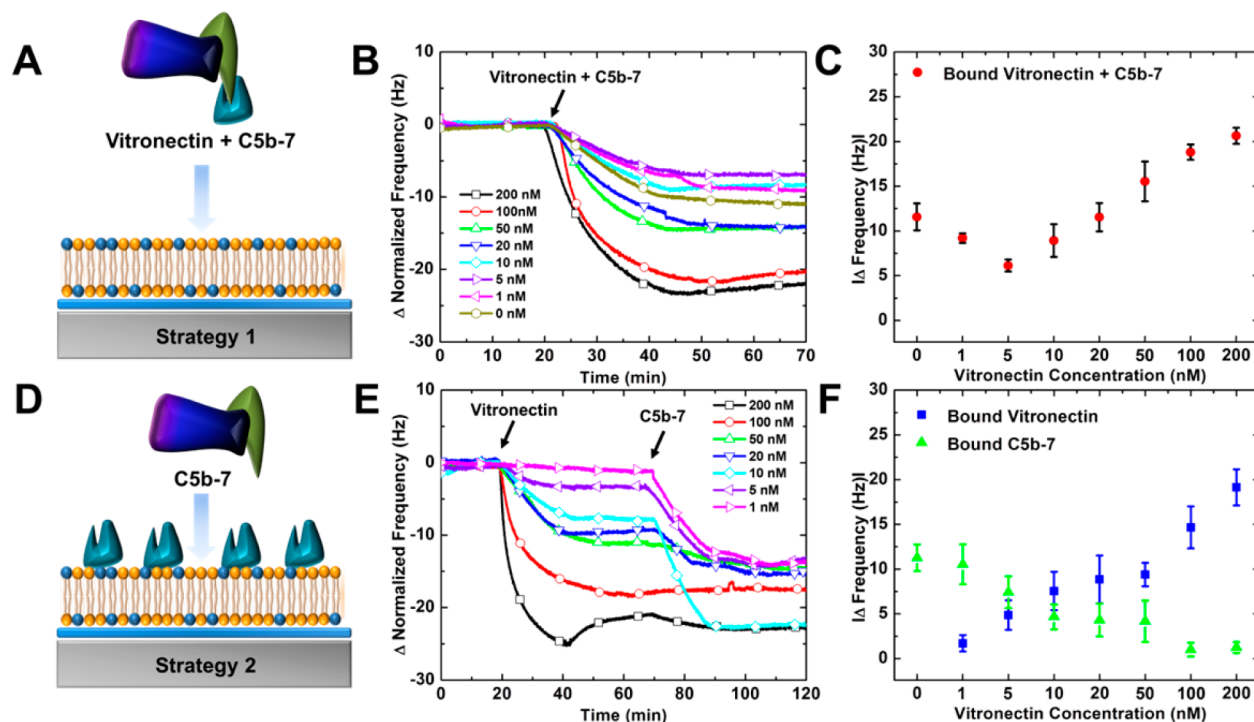 A
Vitronectin + C5b-7
Strategy 1
B
Δ Normalized Frequency (Hz)
10
0
-10
-20
-30
Vitronectin + C5b-7
200 nM
100nM
50 nM
20 nM
10 nM
5 nM
1 nM
0 nM
0 10 20 30 40 50 60 70
Time (min)
C
IΔ Frequency (Hz)I
30
25
20
15
10
5
0
Bound Vitronectin + C5b-7
0 1 5 10 20 50 100 200
Vitronectin Concentration (nM)
D
C5b-7
Strategy 2
E
Δ Normalized Frequency (Hz)
10
0
-10
-20
-30
Vitronectin
C5b-7
200 nM
100 nM
50 nM
20 nM
10 nM
5 nM
1 nM
0 20 40 60 80 100 120
Time (min)
F
IΔ Frequency (Hz)I
30
25
20
15
10
5
0
Bound Vitronectin
Bound C5b-7
0 1 5 10 20 50 100 200
Vitronectin Concentration (nM)